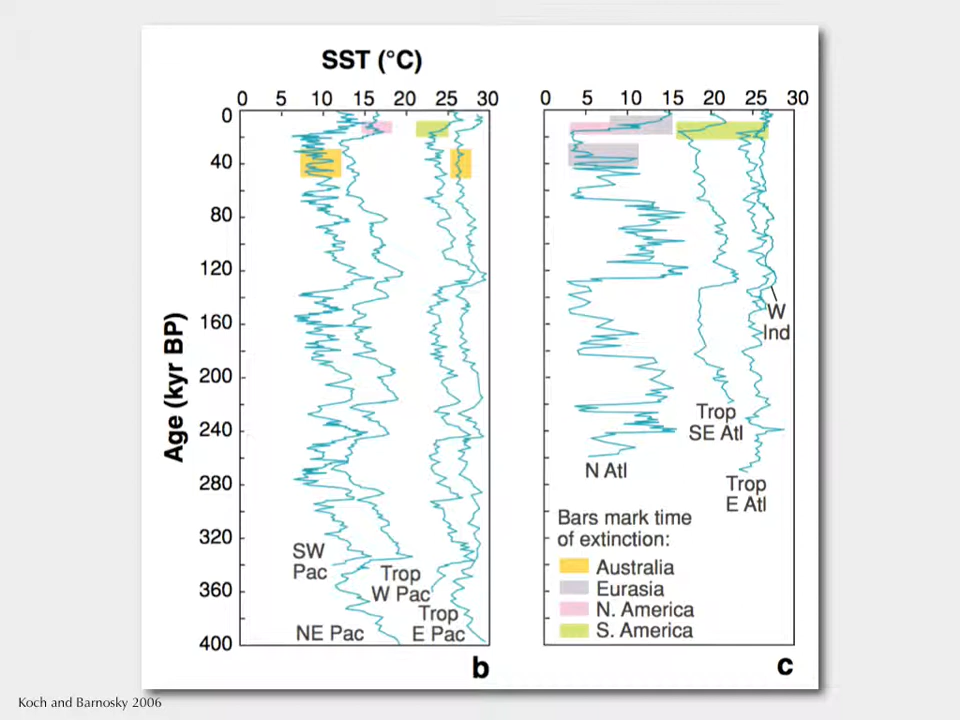 SST (°C)
0 5 10 15 20 25 30
0 5 10 15 20 25 30
0
40
80
120
160
200
240
280
320
360
400
Age (kyr BP)
SW
Pac
NE Pac
Trop
W Pac
Trop
E Pac
b
W
Ind
Trop
SE Atl
N Atl
Trop
E Atl
Bars mark time
of extinction:
Australia
Eurasia
N. America
S. America
c
Koch and Barnosky 2006